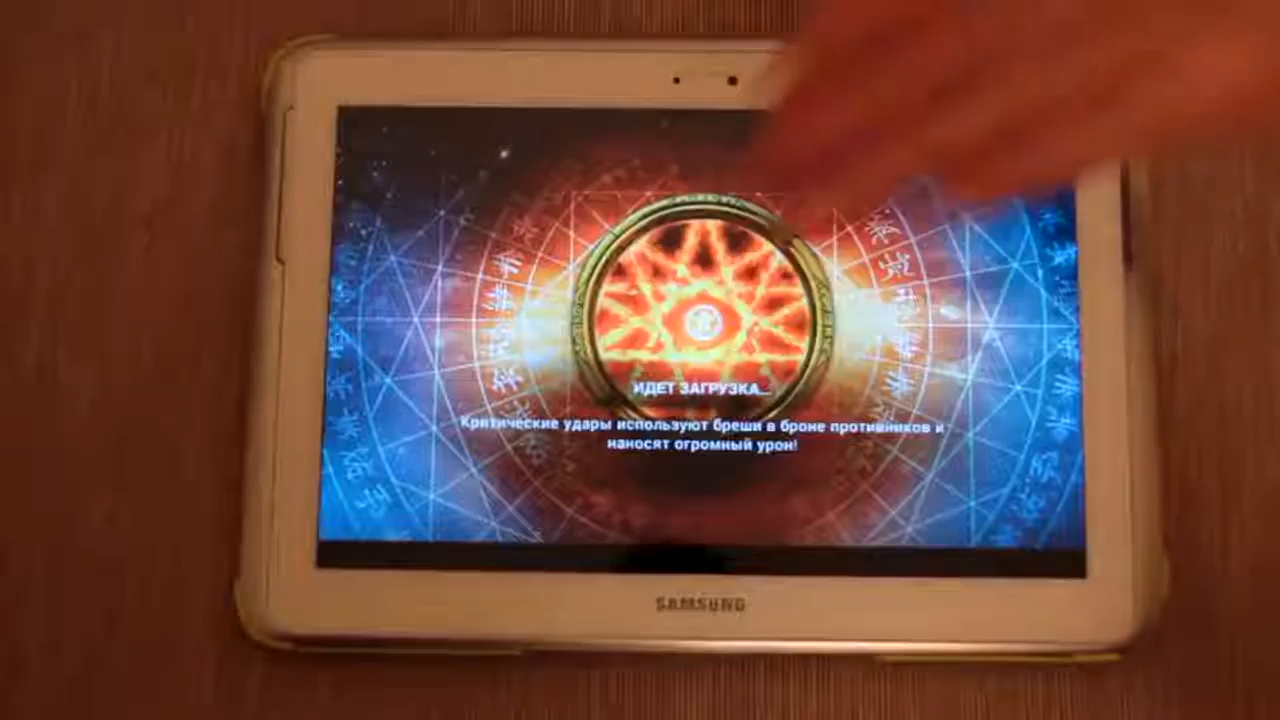 ИДЕТ ЗАГРУЗКА...
Критические удары используют бреши в броне противников и
наносят огромный урон!
SAMSUNG